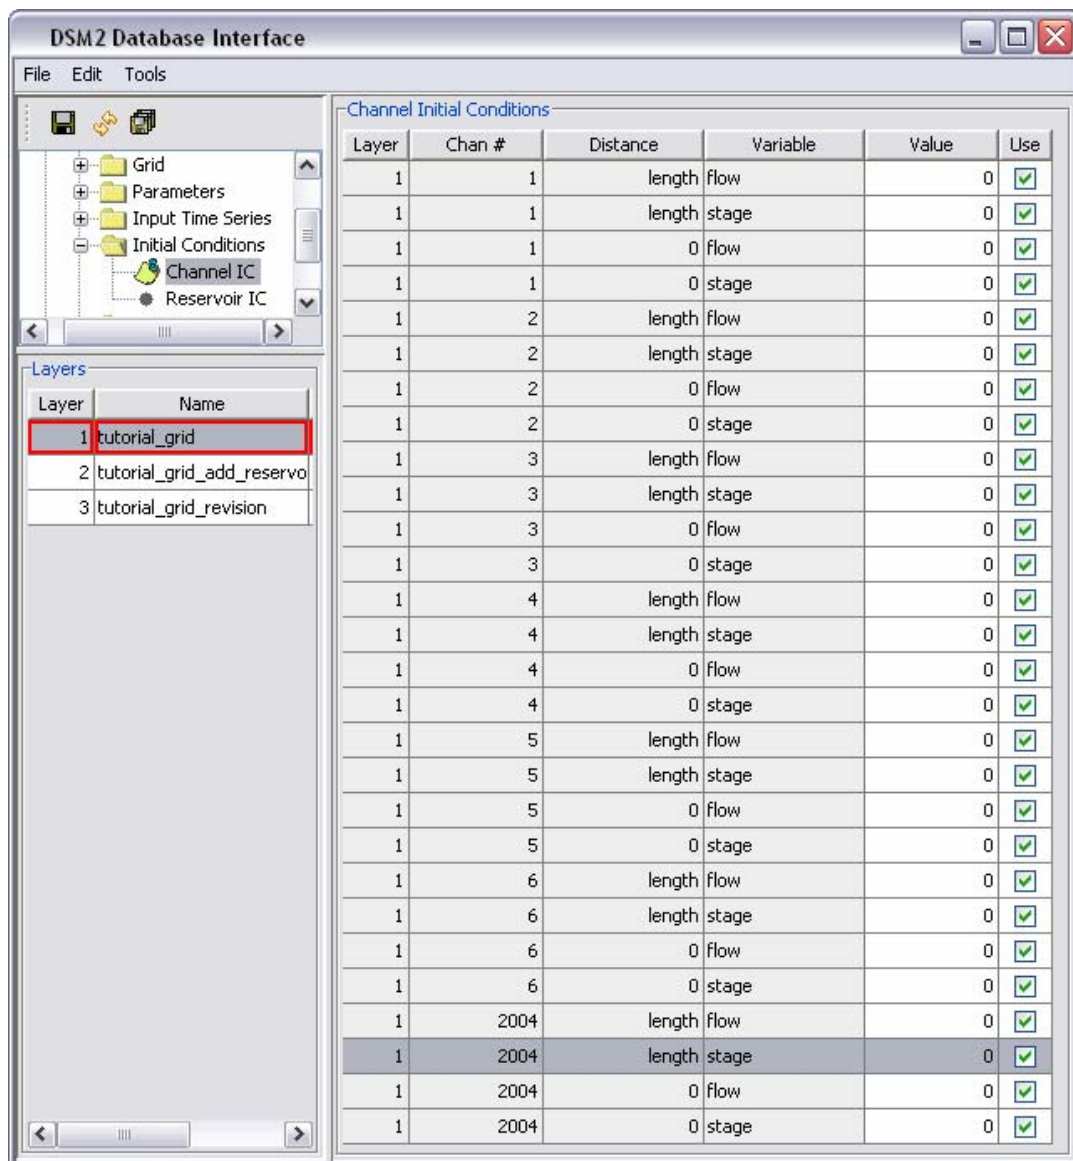 DSM2 Database Interface
File Edit Tools
Grid
Parameters
Input Time Series
Initial Conditions
Channel IC
Reservoir IC
Layers
Layer Name
1 tutorial_grid
2 tutorial_grid_add_reservo
3 tutorial_grid_revision
Channel Initial Conditions
Layer Chan # Distance Variable Value Use
1 1 length flow 0
1 1 length stage 0
1 1 0 flow 0
1 1 0 stage 0
1 2 length flow 0
1 2 length stage 0
1 2 0 flow 0
1 2 0 stage 0
1 3 length flow 0
1 3 length stage 0
1 3 0 flow 0
1 3 0 stage 0
1 4 length flow 0
1 4 length stage 0
1 4 0 flow 0
1 4 0 stage 0
1 5 length flow 0
1 5 length stage 0
1 5 0 flow 0
1 5 0 stage 0
1 6 length flow 0
1 6 length stage 0
1 6 0 flow 0
1 6 0 stage 0
1 2004 length flow 0
1 2004 length stage 0
1 2004 0 flow 0
1 2004 0 stage 0